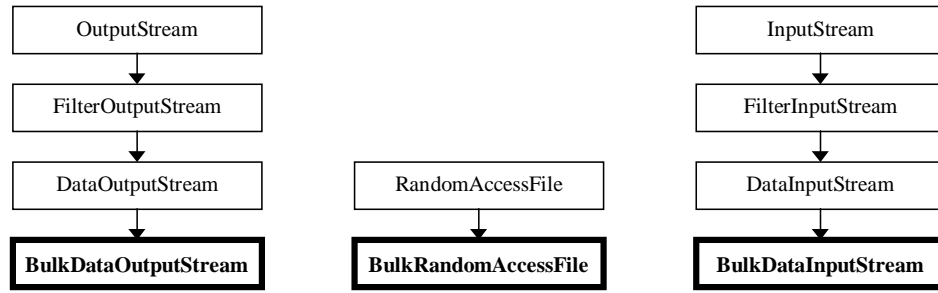 OutputStream
InputStream
FilterOutputStream
FilterInputStream
DataOutputStream
RandomAccessFile
DataInputStream
BulkDataOutputStream
BulkRandomAccessFile
BulkDataInputStream